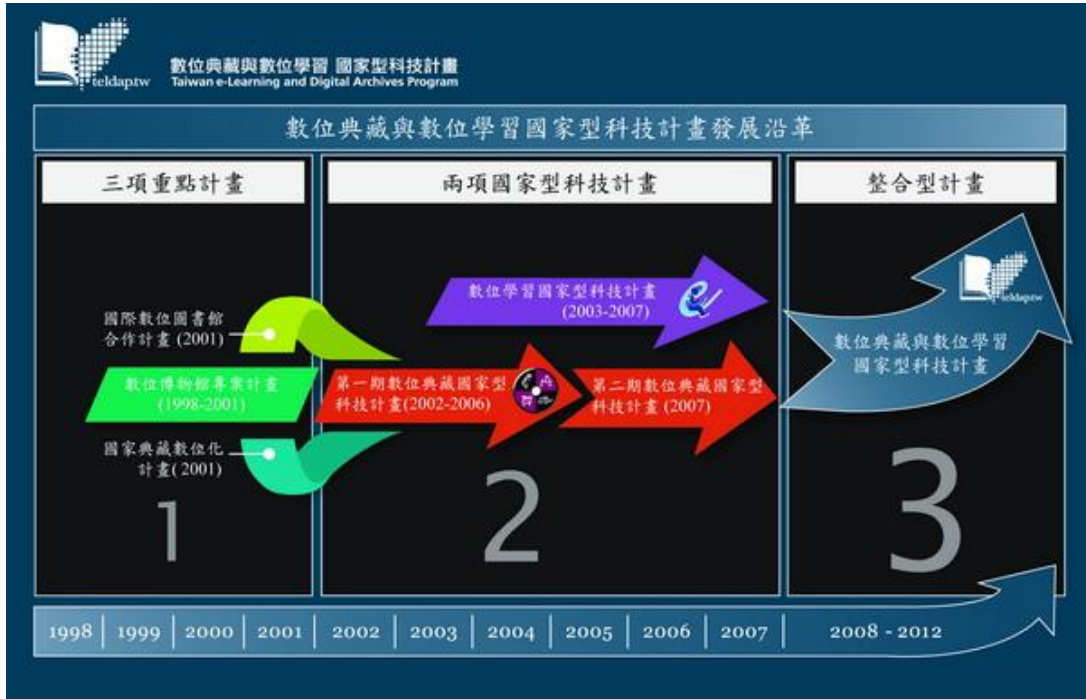 teldap.tw
數位典藏與數位學習 國家型科技計畫
Taiwan e-Learning and Digital Archives Program
數位典藏與數位學習國家型科技計畫發展沿革
三項重點計畫
兩項國家型科技計畫
整合型計畫
國際數位圖書館
合作計畫 (2001)
數位博物館專案計畫
(1998-2001)
國家典藏數位化
計畫(2001)
1
數位學習國家型科技計畫
(2003-2007)
第一期數位典藏國家型
科技計畫(2002-2006)
第二期數位典藏國家型
科技計畫 (2007)
2
teldap.tw
數位典藏與數位學習
國家型科技計畫
3
1998 1999 2000 2001 2002 2003 2004 2005 2006 2007 2008 - 2012